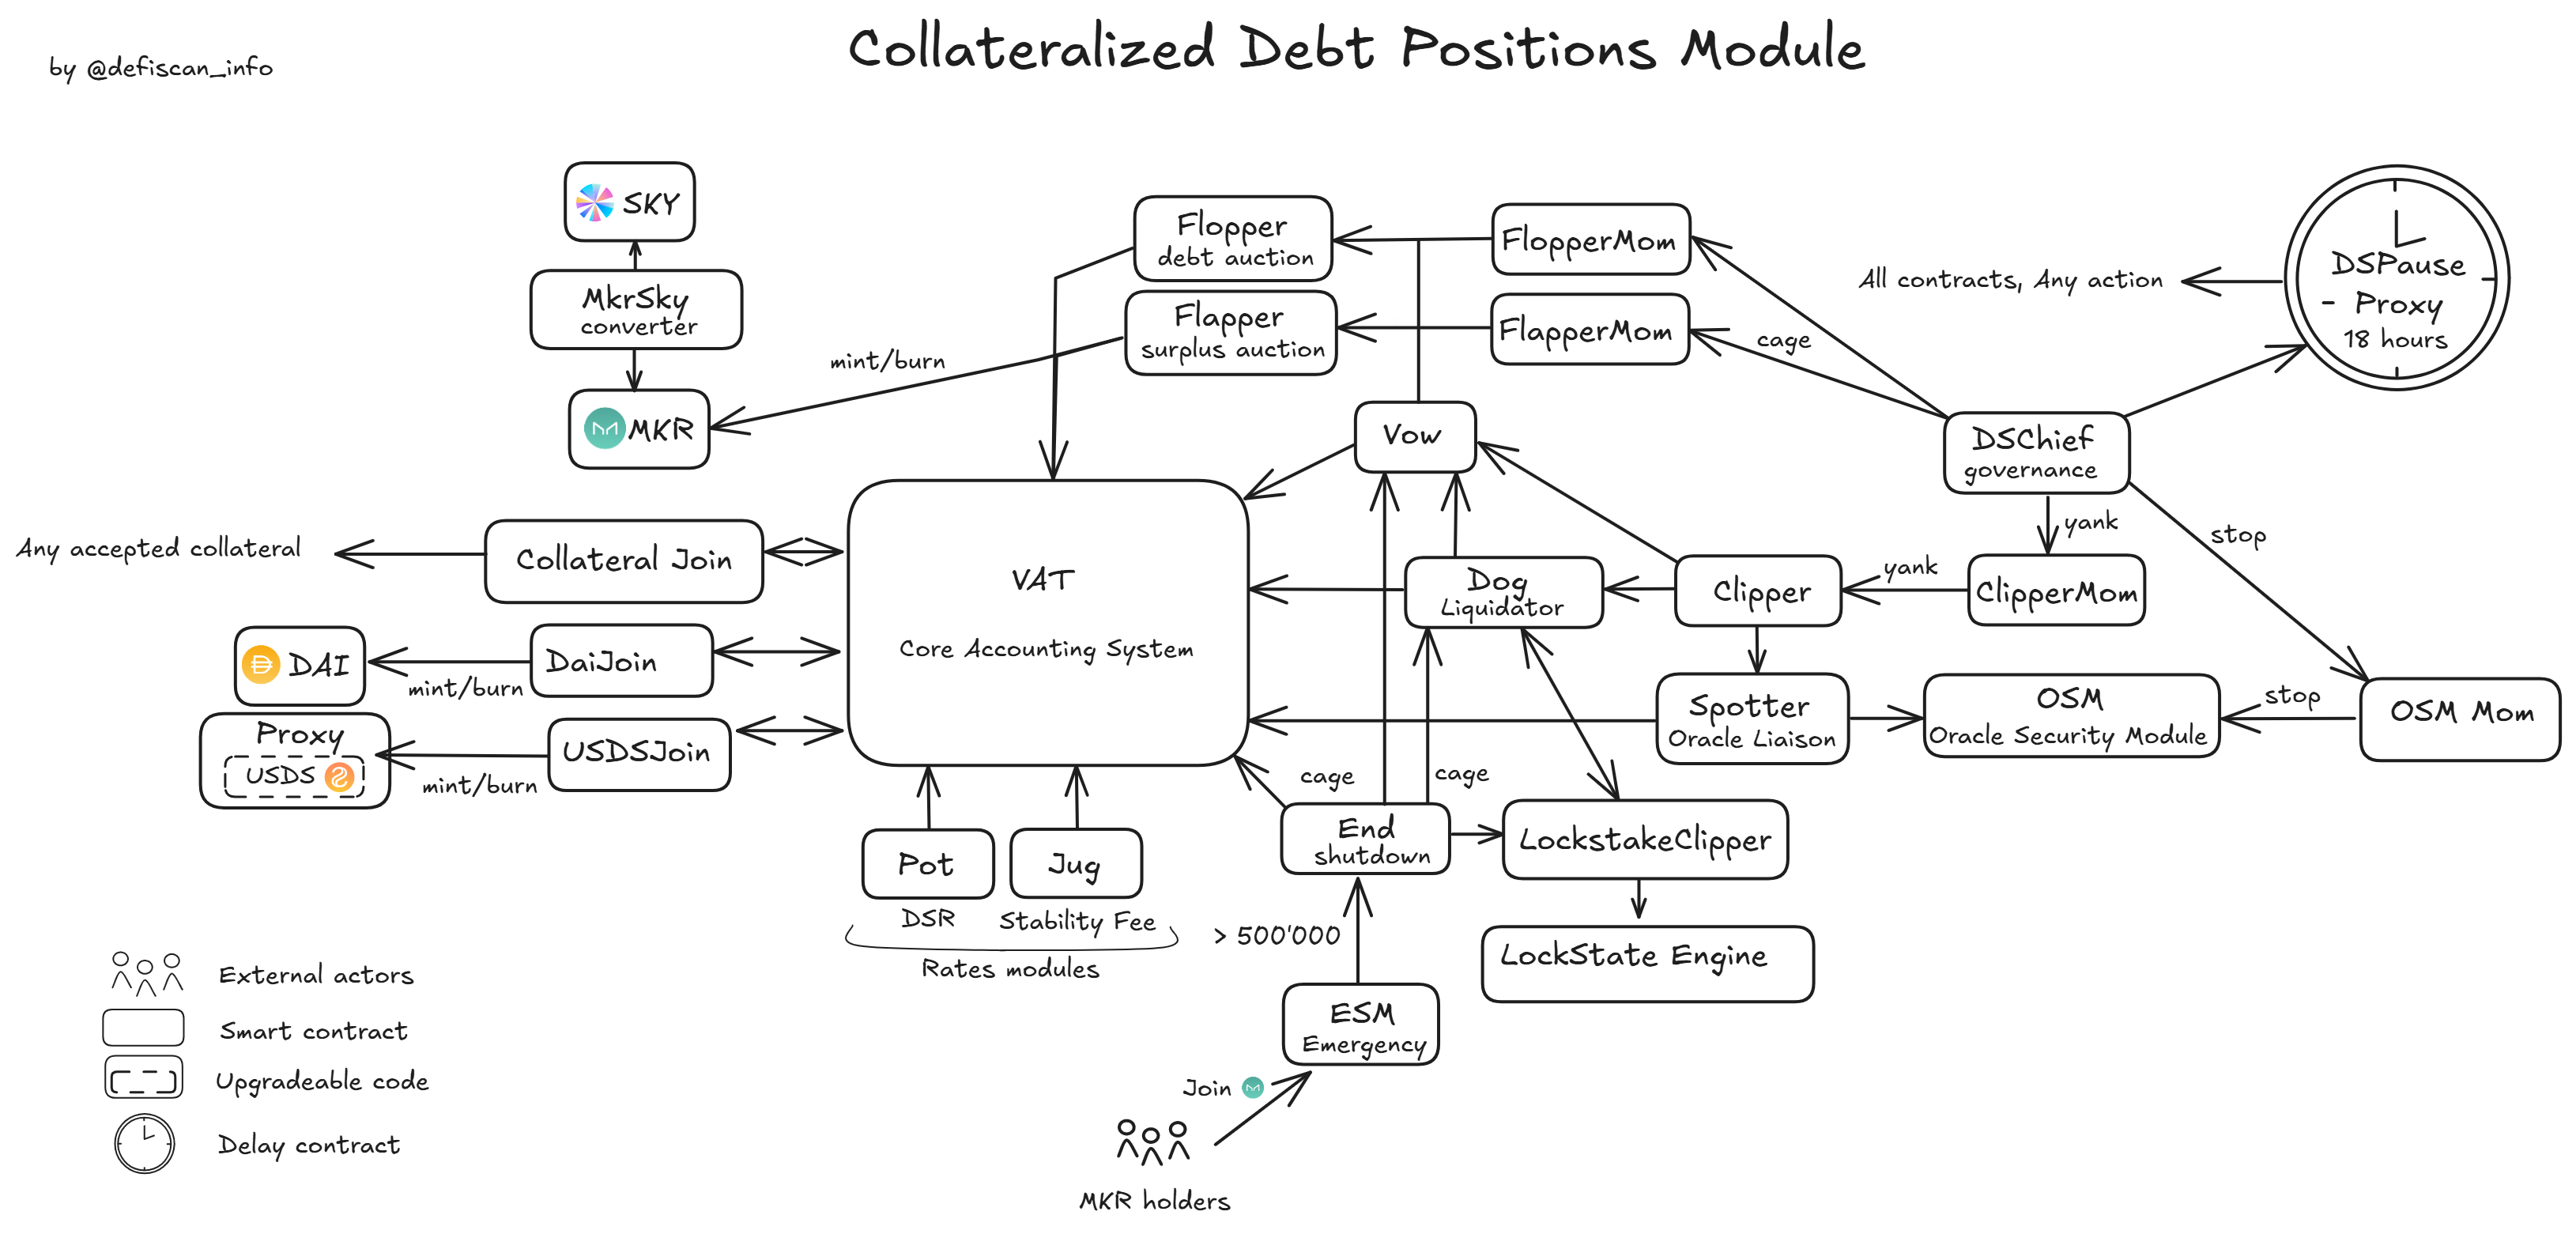 Collateralized Debt Positions Module
by @defiscan_info
SKY
MkrSky
converter
MKR
mint/burn
Flopper
debt auction
Flapper
surplus auction
FlopperMom
FlapperMom
cage
All contracts, Any action
DSPause
- Proxy
18 hours
Vow
DSChief
governance
yank
stop
Any accepted collateral
Collateral Join
VAT
Core Accounting System
Dog
Liquidator
Clipper
yank
ClipperMom
DAI
mint/burn
DaiJoin
Proxy
USDS
mint/burn
USDSJoin
Spotter
Oracle Liaison
OSM
Oracle Security Module
stop
OSM Mom
cage
cage
Pot
DSR
Jug
Stability Fee
Rates modules
End
shutdown
LockstakeClipper
> 500'000
LockState Engine
ESM
Emergency
Join
MKR holders
External actors
Smart contract
Upgradeable code
Delay contract